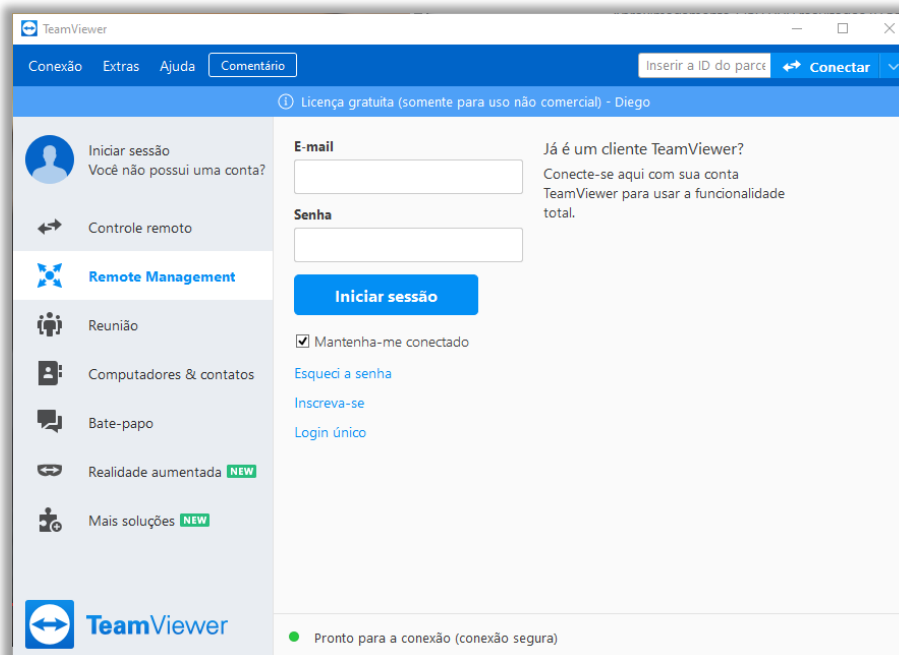 TeamViewer
Conexão Extras Ajuda Comentário
Inserir a ID do parce Conectar
Licença gratuita (somente para uso não comercial) - Diego
Iniciar sessão
Você não possui uma conta?
Controle remoto
Remote Management
Reunião
Computadores & contatos
Bate-papo
Realidade aumentada NEW
Mais soluções NEW
TeamViewer
E-mail
Senha
Iniciar sessão
Mantenha-me conectado
Esqueci a senha
Inscreva-se
Login único
Já é um cliente TeamViewer?
Conecte-se aqui com sua conta
TeamViewer para usar a funcionalidade
total.
Pronto para a conexão (conexão segura)